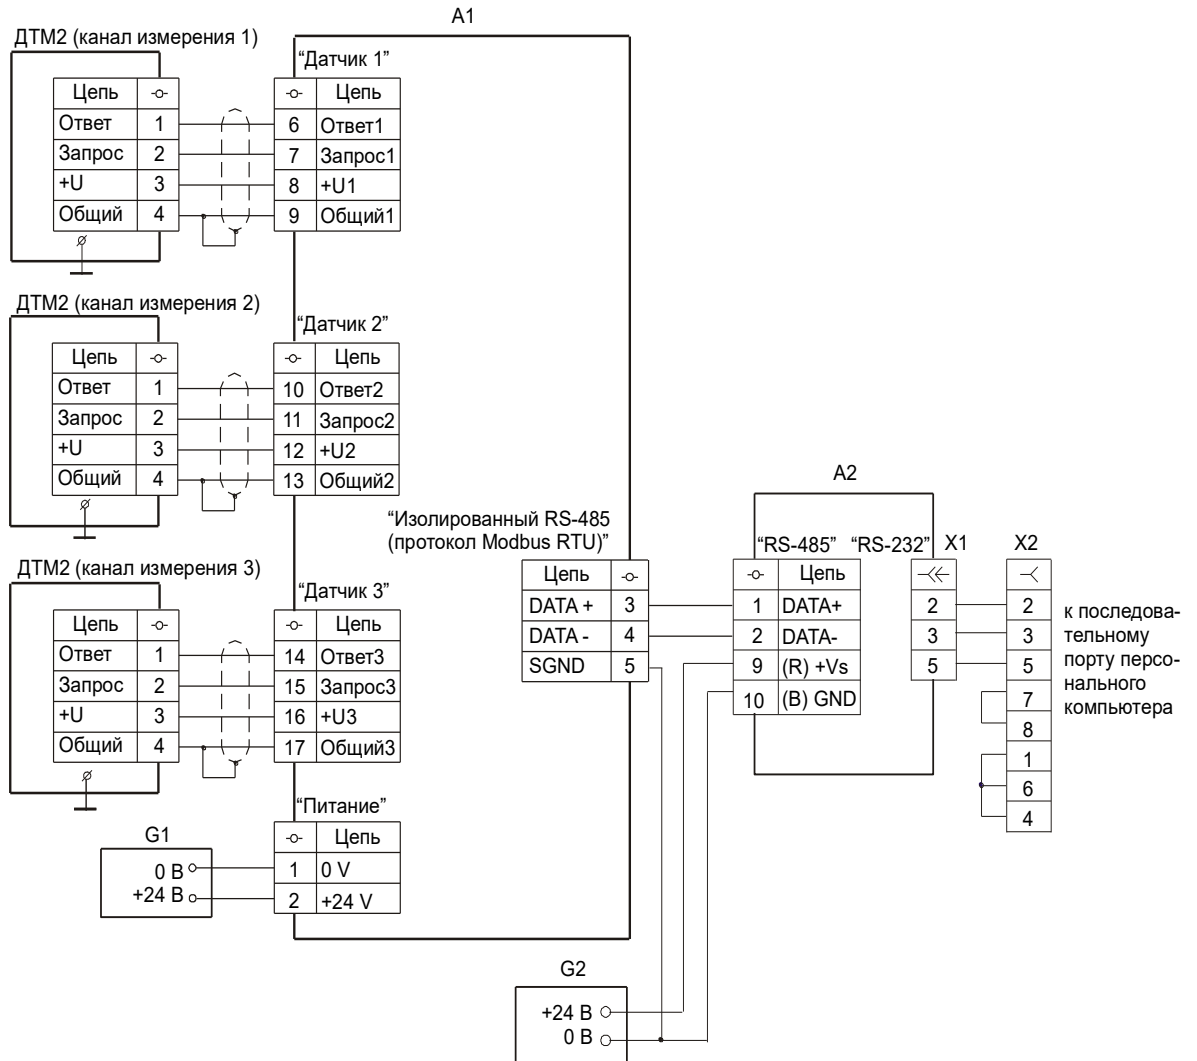 A1
ДТМ2 (канал измерения 1)
“Датчик 1”
Цепь
Ответ 1
Запрос 2
+U 3
Общий 4
Цепь
6 Ответ1
7 Запрос1
8 +U1
9 Общий1
ДТМ2 (канал измерения 2)
“Датчик 2”
Цепь
Ответ 1
Запрос 2
+U 3
Общий 4
Цепь
10 Ответ2
11 Запрос2
12 +U2
13 Общий2
ДТМ2 (канал измерения 3)
“Датчик 3”
Цепь
Ответ 1
Запрос 2
+U 3
Общий 4
Цепь
14 Ответ3
15 Запрос3
16 +U3
17 Общий3
“Питание”
Цепь
1 0 V
2 +24 V
G1
0 В
+24 В
“Изолированный RS-485
(протокол Modbus RTU)”
Цепь
DATA + 3
DATA - 4
SGND 5
A2
“RS-485” “RS-232” X1 X2
Цепь
1 DATA+
2 DATA-
9 (R) +Vs
10 (B) GND
2
3
5
2
3
5
7
8
1
6
4
к последова-
тельному
порту персо-
нального
компьютера
G2
+24 В
0 В